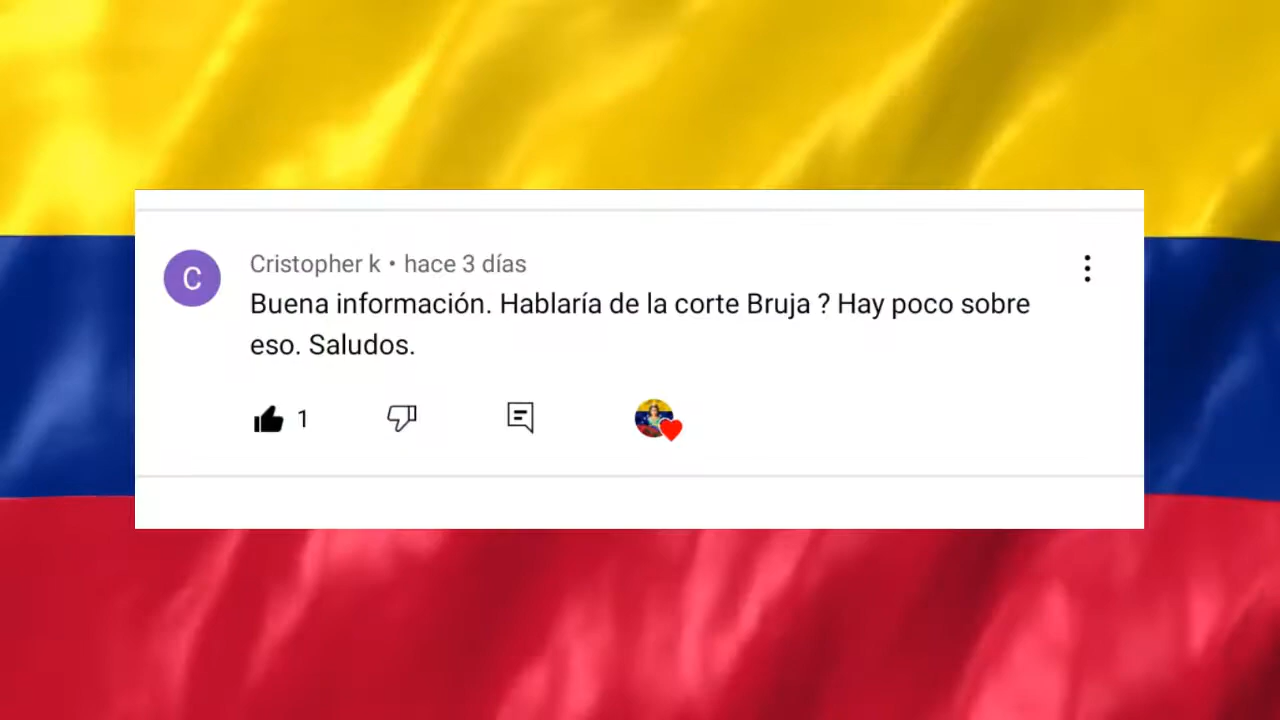 C
Cristopher k • hace 3 días
Buena información. Hablaría de la corte Bruja ? Hay poco sobre
eso. Saludos.
1